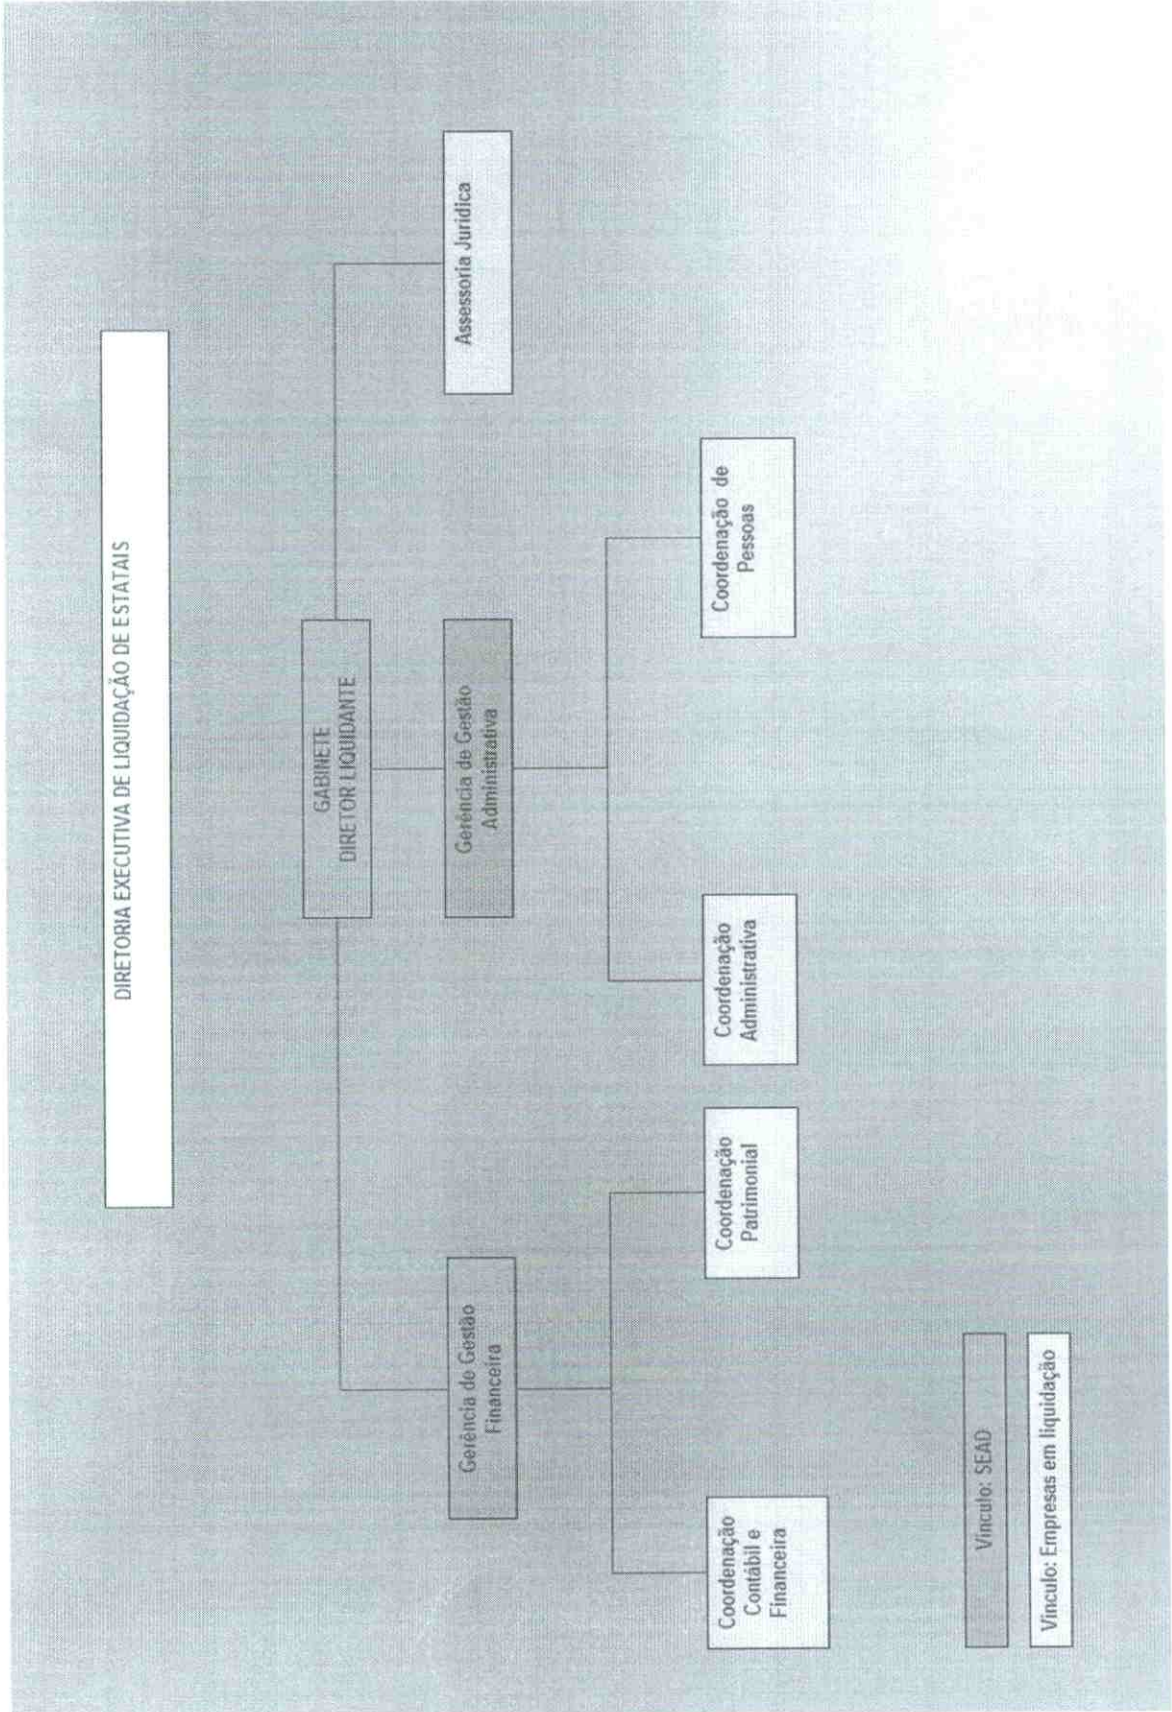 DIRETORIA EXECUTIVA DE LIQUIDAÇÃO DE ESTATAIS
GABINETE
DIRETOR LIQUIDANTE
Gerência de Gestão
Financeira
Gerência de Gestão
Administrativa
Assessoria Jurídica
Coordenação
Contábil e
Financeira
Coordenação
Patrimonial
Coordenação
Administrativa
Coordenação de
Pessoas
Vínculo: SEAD
Vínculo: Empresas em liquidação